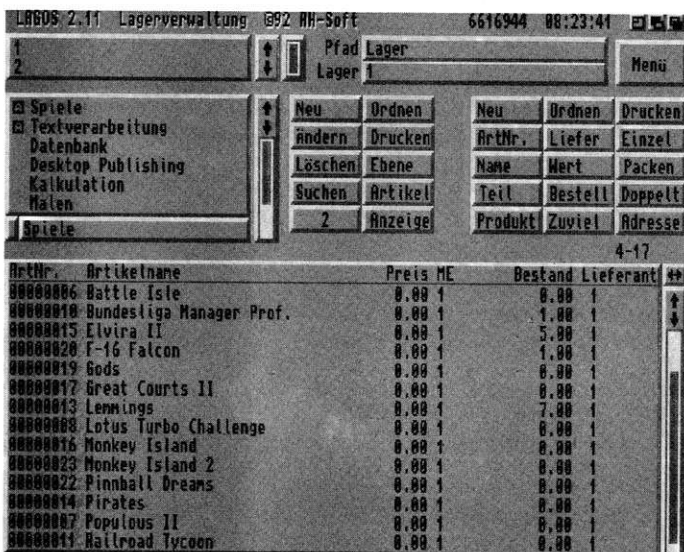 LAGOS 2.11 Lagerverwaltung ©92 AH-Soft 6616944 08:23:41
1
2
Pfad Lager
Lager 1
Menü
Spiele
Textverarbeitung
Datenbank
Desktop Publishing
Kalkulation
Malen
Spiele
Neu Ordnen
ändern Drucken
Löschen Ebene
Suchen Artikel
2 Anzeige
Neu Ordnen Drucken
ArtNr. Liefer Einzel
Name Wert Packen
Teil Bestell Doppelt
Produkt Zuviel Adresse
4-17
ArtNr. Artikelname Preis ME Bestand Lieferant
00000006 Battle Isle 0.00 1 0.00 1
00000010 Bundesliga Manager Prof. 0.00 1 1.00 1
00000015 Elvira II 0.00 1 5.00 1
00000020 F-16 Falcon 0.00 1 1.00 1
00000019 Gods 0.00 1 0.00 1
00000017 Great Courts II 0.00 1 0.00 1
00000013 Lemmings 0.00 1 7.00 1
00000008 Lotus Turbo Challenge 0.00 1 0.00 1
00000016 Monkey Island 0.00 1 0.00 1
00000023 Monkey Island 2 0.00 1 0.00 1
00000022 Pinnball Dreams 0.00 1 0.00 1
00000014 Pirates 0.00 1 0.00 1
00000007 Populous II 0.00 1 0.00 1
00000011 Railroad Tycoon 0.00 1 0.00 1